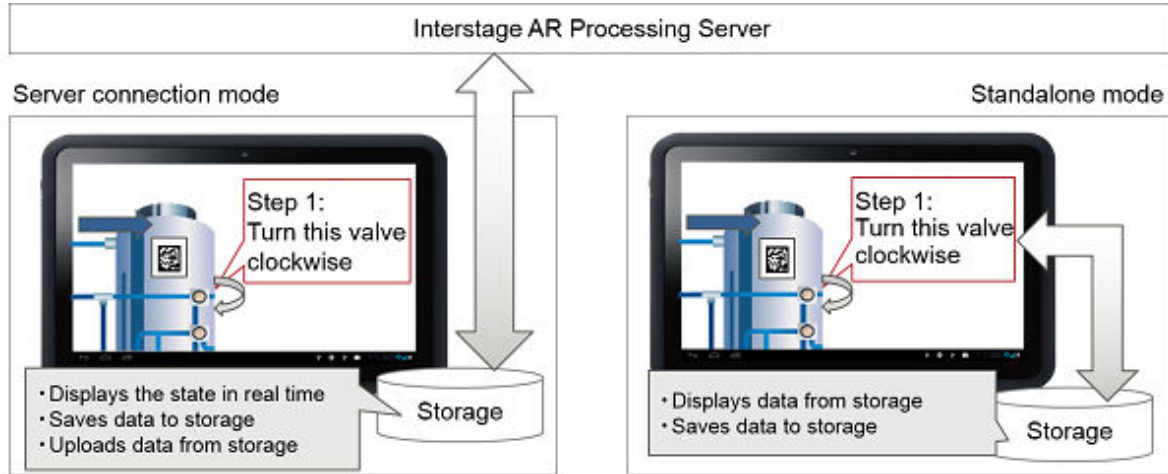 Interstage AR Processing Server
Server connection mode
Step 1:
Turn this valve
clockwise
・Displays the state in real time
・Saves data to storage
・Uploads data from storage
Storage
Standalone mode
Step 1:
Turn this valve
clockwise
・Displays data from storage
・Saves data to storage
Storage